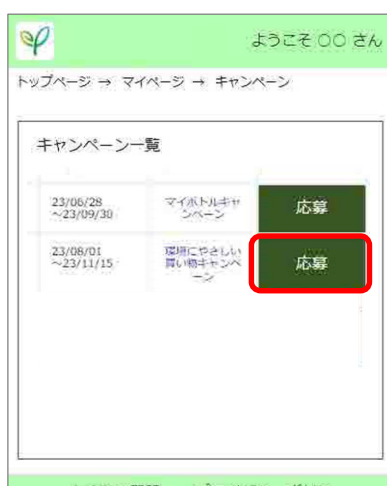 ようこそ 〇〇 さん
トップページ → マイページ → キャンペーン
キャンペーン一覧
23/06/28
～23/09/30
マイボトルキャ
ンペーン
応募
23/08/01
～23/11/15
環境にやさしい
買い物キャンペ
ーン
応募